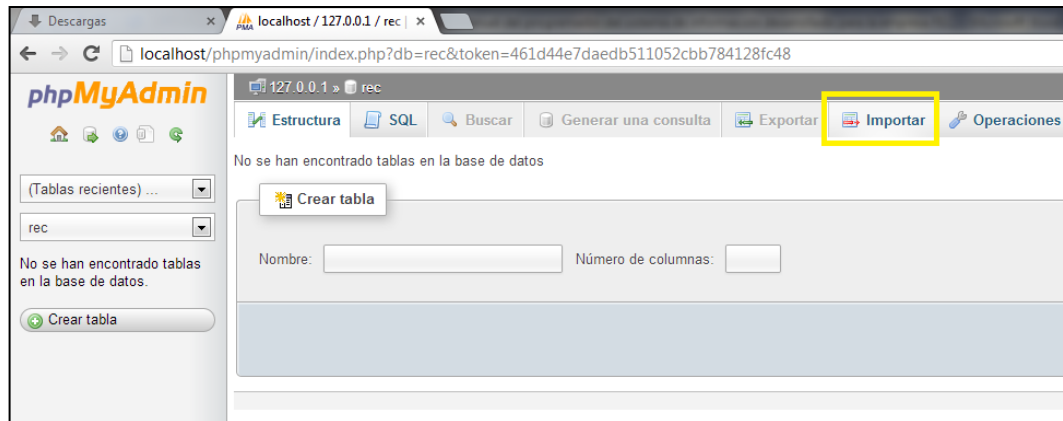 Descargas ×
localhost / 127.0.0.1 / rec | ×
localhost/phpmyadmin/index.php?db=rec&token=461d44e7daedb511052cbb784128fc48
phpMyAdmin
127.0.0.1 » rec
Estructura SQL Buscar Generar una consulta Exportar Importar Operaciones
No se han encontrado tablas en la base de datos
(Tablas recientes) ...
rec
No se han encontrado tablas
en la base de datos.
Crear tabla
Crear tabla
Nombre: Número de columnas: